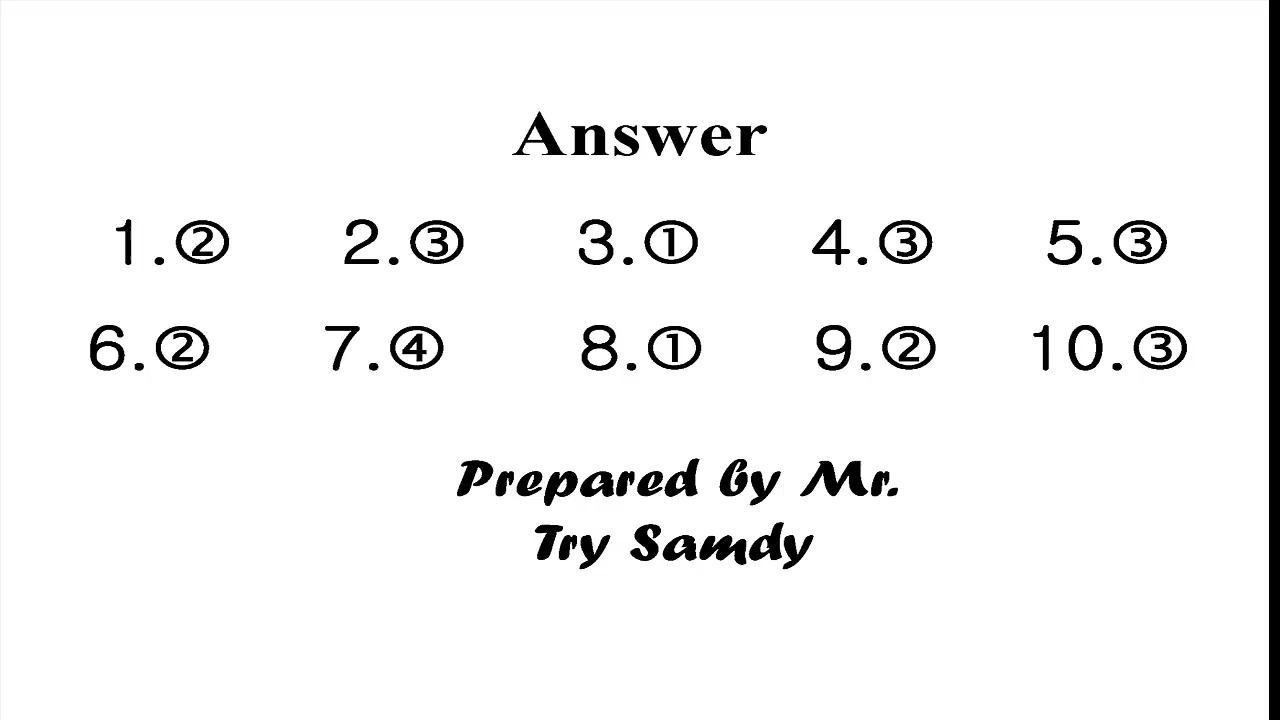 Answer
1.② 2.③ 3.① 4.③ 5.③
6.② 7.④ 8.① 9.② 10.③
Prepared by Mr.
Try Samdy